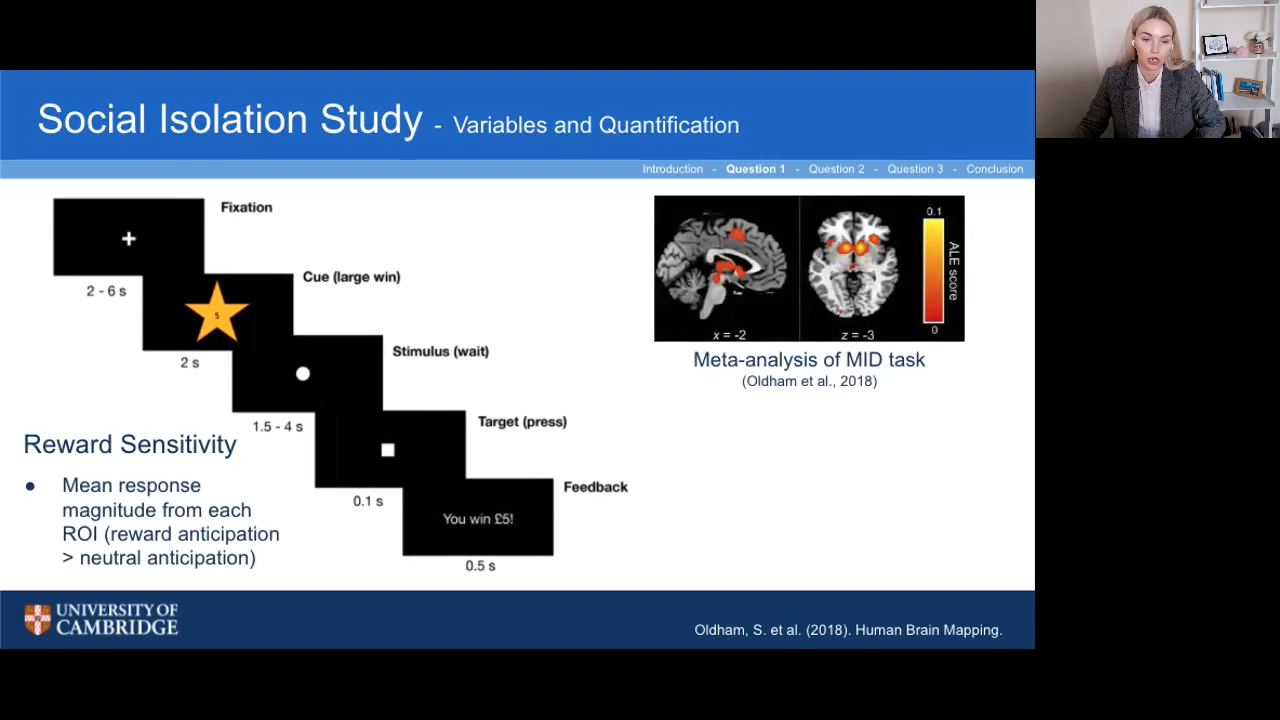 Social Isolation Study - Variables and Quantification
Introduction - Question 1 - Question 2 - Question 3 - Conclusion
Fixation
2 - 6 s
Cue (large win)
5
2 s
Stimulus (wait)
1.5 - 4 s
Target (press)
0.1 s
Feedback
You win £5!
0.5 s
Reward Sensitivity
● Mean response
magnitude from each
ROI (reward anticipation
> neutral anticipation)
0.1
ALE score
0
x = -2
z = -3
Meta-analysis of MID task
(Oldham et al., 2018)
UNIVERSITY OF
CAMBRIDGE
Oldham, S. et al. (2018). Human Brain Mapping.